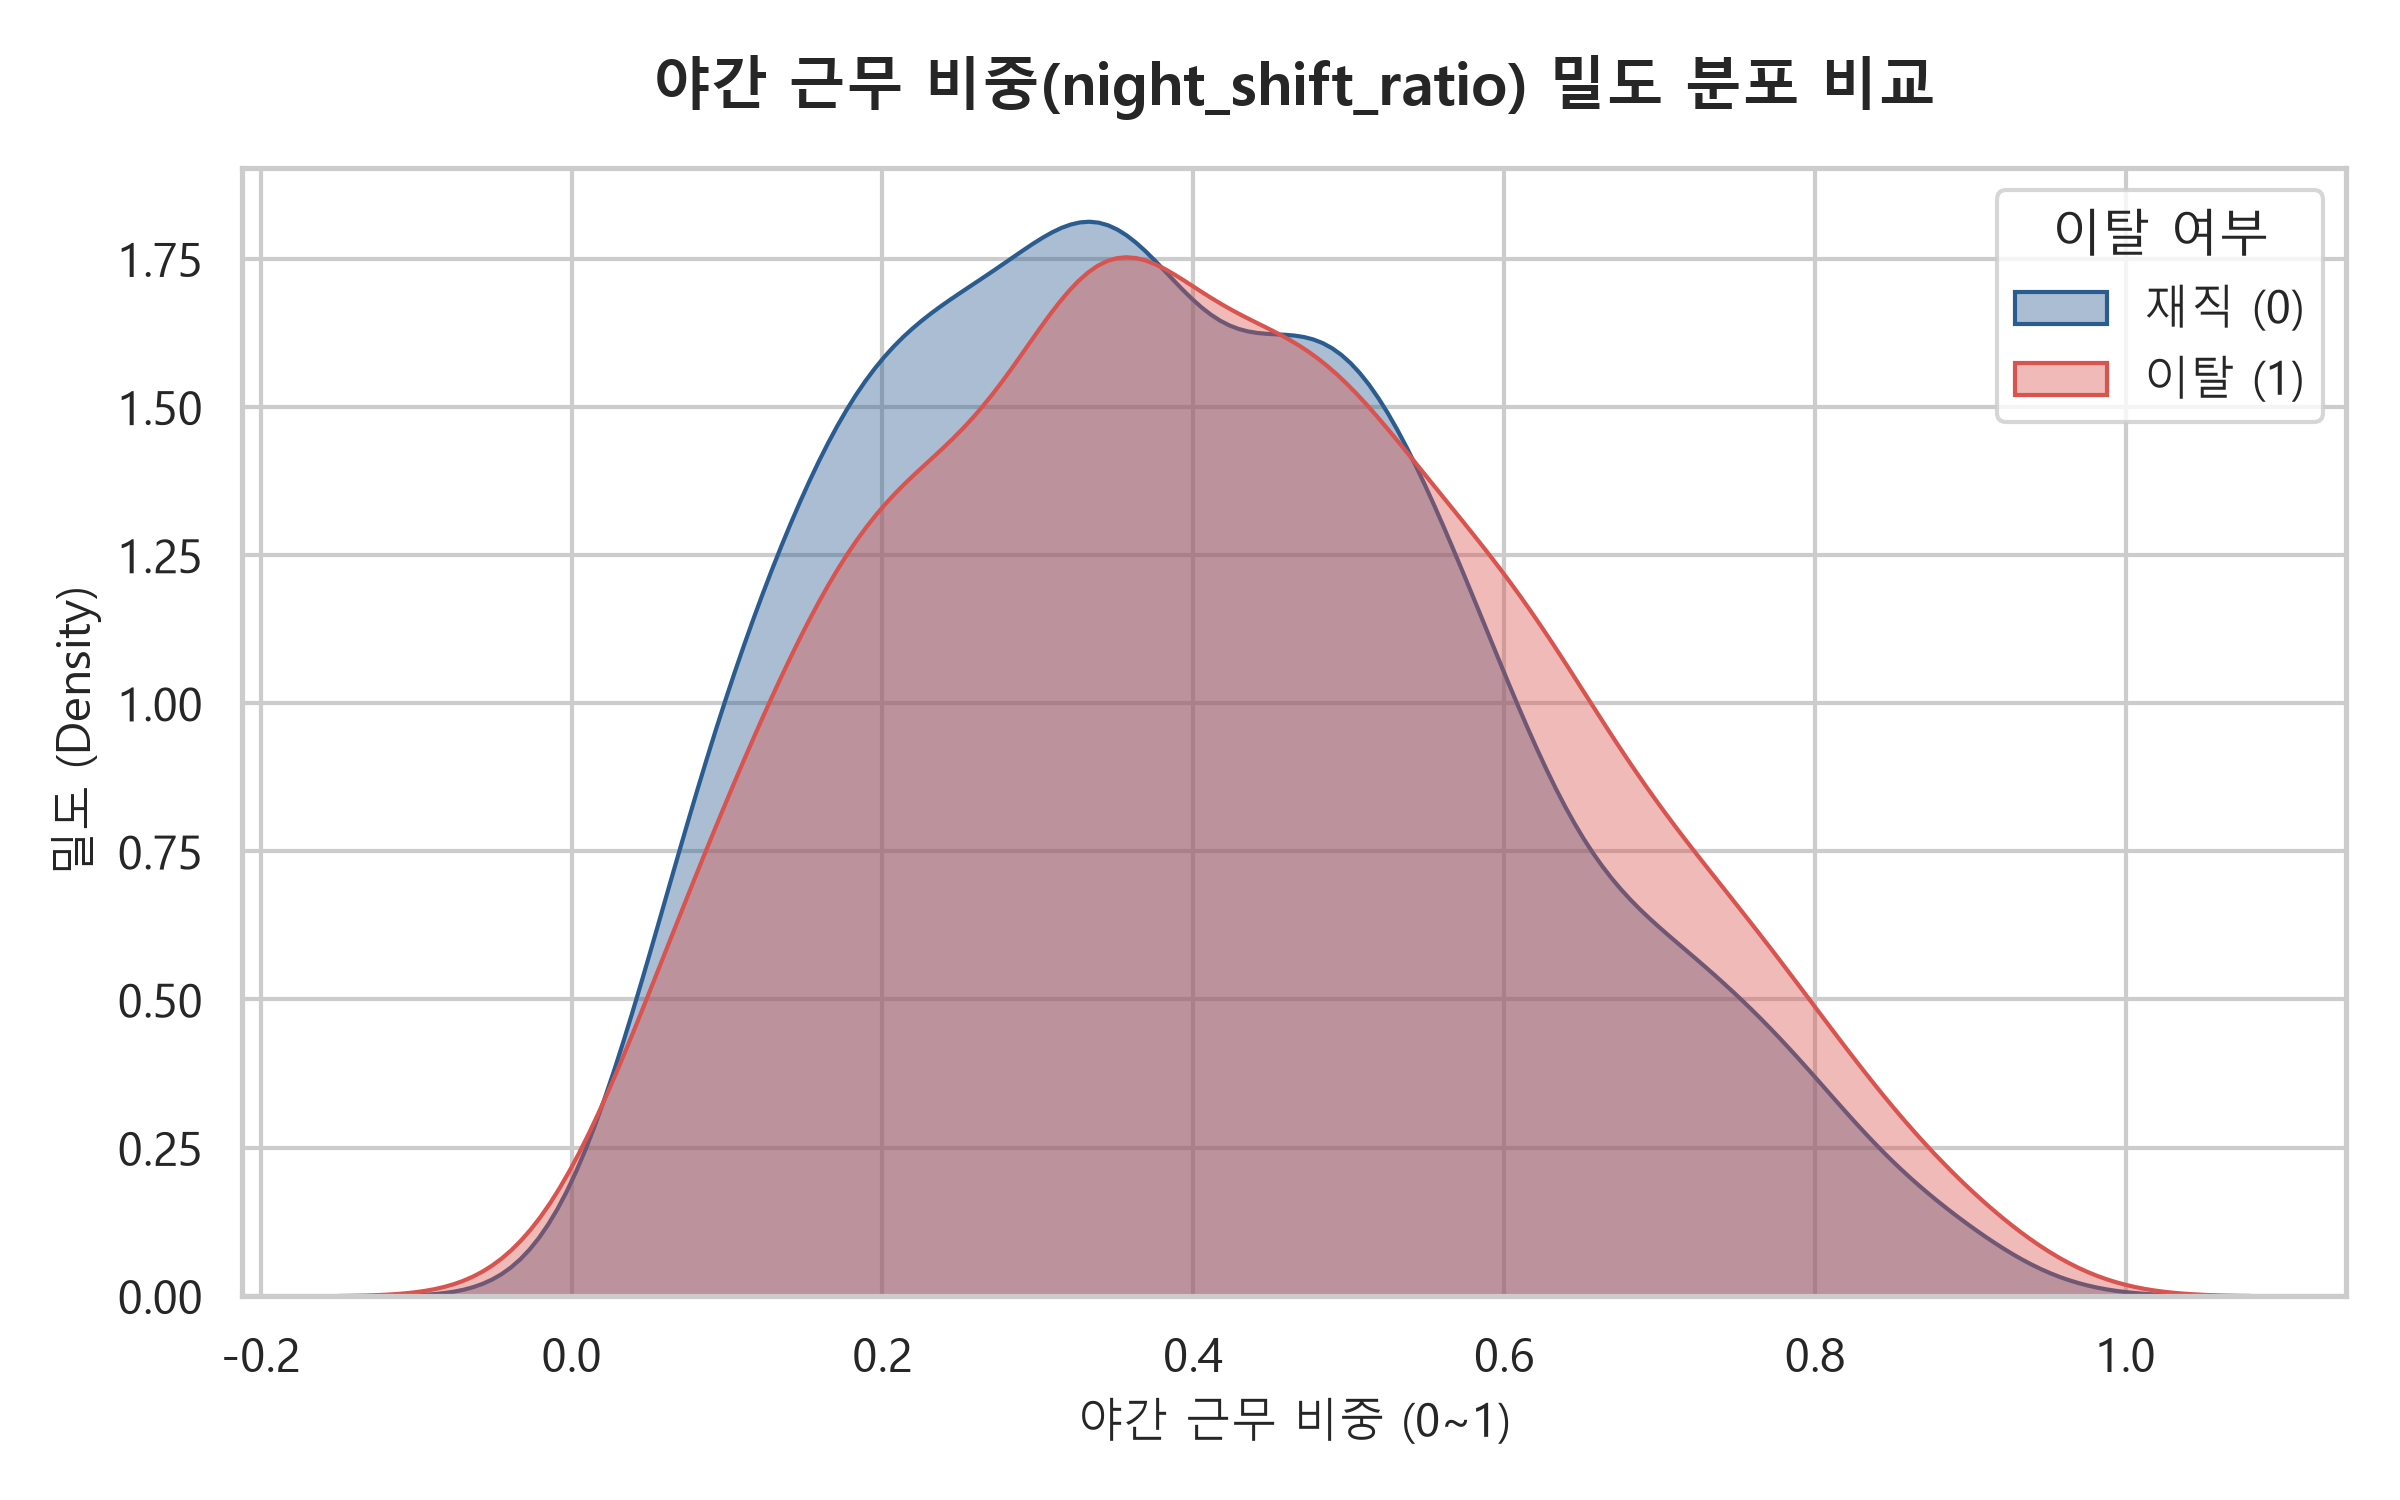 야간 근무 비중(night_shift_ratio) 밀도 분포 비교
이탈 여부
재직 (0)
이탈 (1)
밀도 (Density)
1.75
1.50
1.25
1.00
0.75
0.50
0.25
0.00
-0.2
0.0
0.2
0.4
0.6
0.8
1.0
야간 근무 비중 (0~1)